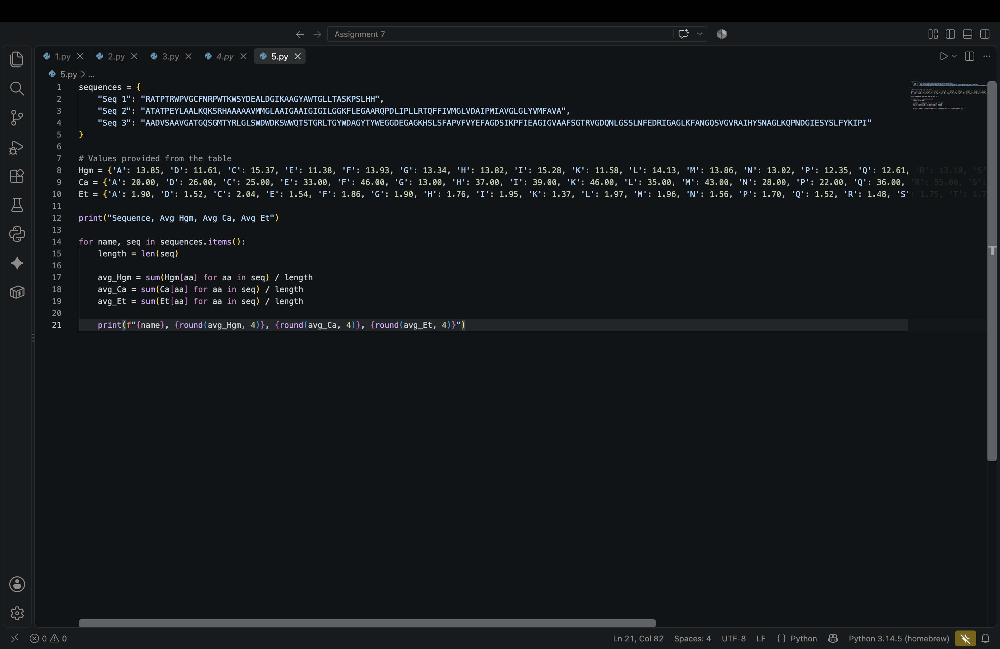 Assignment 7
1.py 2.py 3.py 4.py 5.py
5.py > ...
1 sequences = {
2     "Seq 1": "RATPTRWPVGCFNRPWTKWSYDEALDGIKAAGYAWTGLLTASKPSLHH",
3     "Seq 2": "ATATPEYLAALKQKSRHAAAAAVMMGLAAIGAAIGIGILGGKFLEGAARQPDLIPLLRTQFFIVMGLVDAIPMIAVGLGLYVMFAVA",
4     "Seq 3": "AADVSAAVGATGQSGMTYRLGLSWDWDKSWWQTSTGRLTGYWDAGYTYWEGGDEGAGKHSLSFAPVFVYEFAGDSIKPFIEAGIGVAAFSGTRVGDQNLGSSLNFEDRIGAGLKFANGQSVGVRAIHYSNAGLKQPNDGIESYSLFYKIPI"
5 }
6
7 # Values provided from the table
8 Hgm = {'A': 13.85, 'D': 11.61, 'C': 15.37, 'E': 11.38, 'F': 13.93, 'G': 13.34, 'H': 13.82, 'I': 15.28, 'K': 11.58, 'L': 14.13, 'M': 13.86, 'N': 13.02, 'P': 12.35, 'Q': 12.61, 'R': 13.10, 'S'
9 Ca = {'A': 20.00, 'D': 26.00, 'C': 25.00, 'E': 33.00, 'F': 46.00, 'G': 13.00, 'H': 37.00, 'I': 39.00, 'K': 46.00, 'L': 35.00, 'M': 43.00, 'N': 28.00, 'P': 22.00, 'Q': 36.00, 'R': 55.00, 'S':
10 Et = {'A': 1.90, 'D': 1.52, 'C': 2.04, 'E': 1.54, 'F': 1.86, 'G': 1.90, 'H': 1.76, 'I': 1.95, 'K': 1.37, 'L': 1.97, 'M': 1.96, 'N': 1.56, 'P': 1.70, 'Q': 1.52, 'R': 1.48, 'S': 1.75, 'T': 1.7
11
12 print("Sequence, Avg Hgm, Avg Ca, Avg Et")
13
14 for name, seq in sequences.items():
15     length = len(seq)
16
17     avg_Hgm = sum(Hgm[aa] for aa in seq) / length
18     avg_Ca = sum(Ca[aa] for aa in seq) / length
19     avg_Et = sum(Et[aa] for aa in seq) / length
20
21     print(f"{name}, {round(avg_Hgm, 4)}, {round(avg_Ca, 4)}, {round(avg_Et, 4)}")
0 0 Ln 21, Col 82 Spaces: 4 UTF-8 LF {} Python Python 3.14.5 (homebrew)